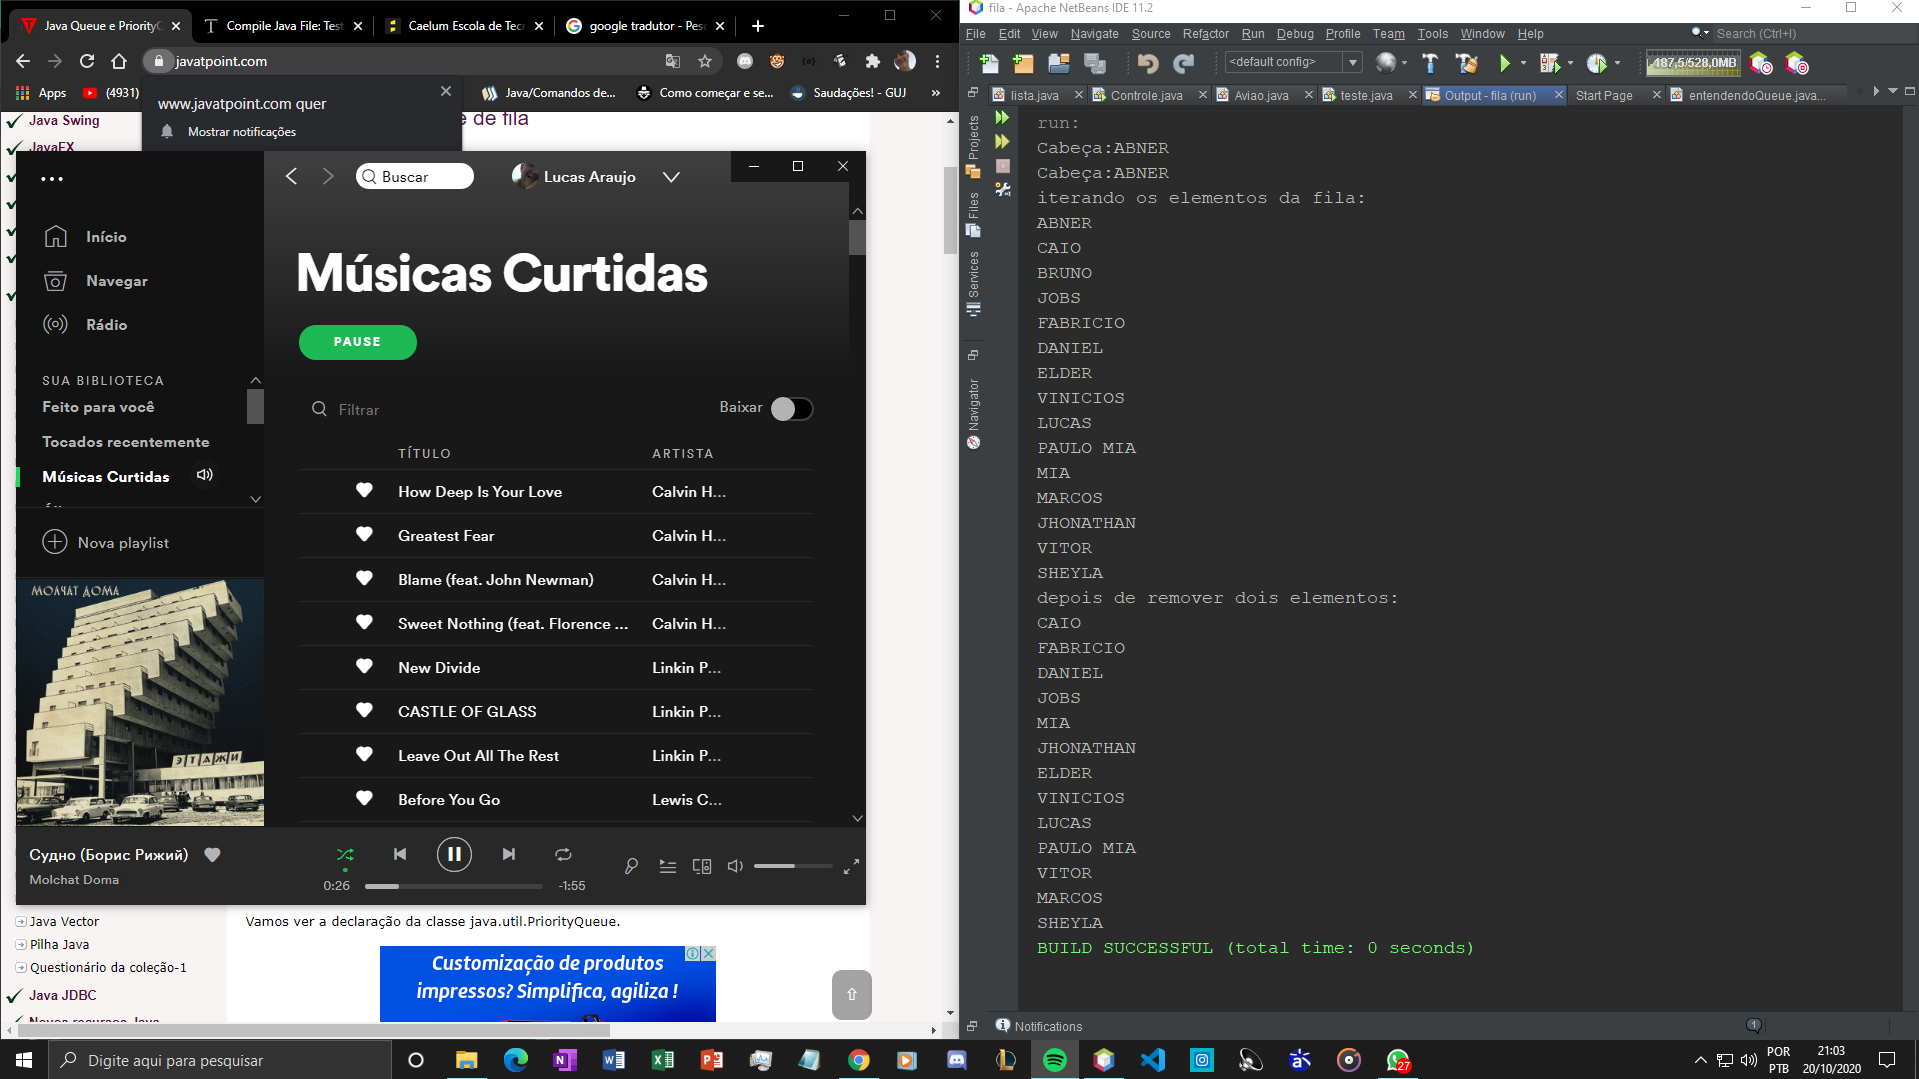 Java Queue e PriorityC
Compile Java File: Test
Caelum Escola de Tecn
google tradutor - Pesc
javatpoint.com
Apps
(4931)
Java/Comandos de...
Como começar e se...
Saudações! - GUJ
»
www.javatpoint.com quer
Mostrar notificações
e de fila
Java Swing
JavaFX
Buscar
Lucas Araujo
Início
Navegar
Rádio
SUA BIBLIOTECA
Feito para você
Tocados recentemente
Músicas Curtidas
Nova playlist
Músicas Curtidas
PAUSE
Filtrar
Baixar
TÍTULO ARTISTA
How Deep Is Your Love Calvin H...
Greatest Fear Calvin H...
Blame (feat. John Newman) Calvin H...
Sweet Nothing (feat. Florence ... Calvin H...
New Divide Linkin P...
CASTLE OF GLASS Linkin P...
Leave Out All The Rest Linkin P...
Before You Go Lewis C...
МОЛЧАТ ДОМА
ЭТАЖИ
Судно (Борис Рижий)
Molchat Doma
0:26 -1:55
Java Vector
Pilha Java
Questionário da coleção-1
Java JDBC
Novos recursos Java
Vamos ver a declaração da classe java.util.PriorityQueue.
Customização de produtos
impressos? Simplifica, agiliza !
fila - Apache NetBeans IDE 11.2
File Edit View Navigate Source Refactor Run Debug Profile Team Tools Window Help
Search (Ctrl+I)
<default config>
187,5/528,0MB
lista.java
Controle.java
Aviao.java
teste.java
Output - fila (run)
Start Page
entendendoQueue.java...
Projects
Files
Services
Navigator
run:
Cabeça:ABNER
Cabeça:ABNER
iterando os elementos da fila:
ABNER
CAIO
BRUNO
JOBS
FABRICIO
DANIEL
ELDER
VINICIOS
LUCAS
PAULO MIA
MIA
MARCOS
JHONATHAN
VITOR
SHEYLA
depois de remover dois elementos:
CAIO
FABRICIO
DANIEL
JOBS
MIA
JHONATHAN
ELDER
VINICIOS
LUCAS
PAULO MIA
VITOR
MARCOS
SHEYLA
BUILD SUCCESSFUL (total time: 0 seconds)
Notifications
1
Digite aqui para pesquisar
27
POR
PTB
21:03
20/10/2020